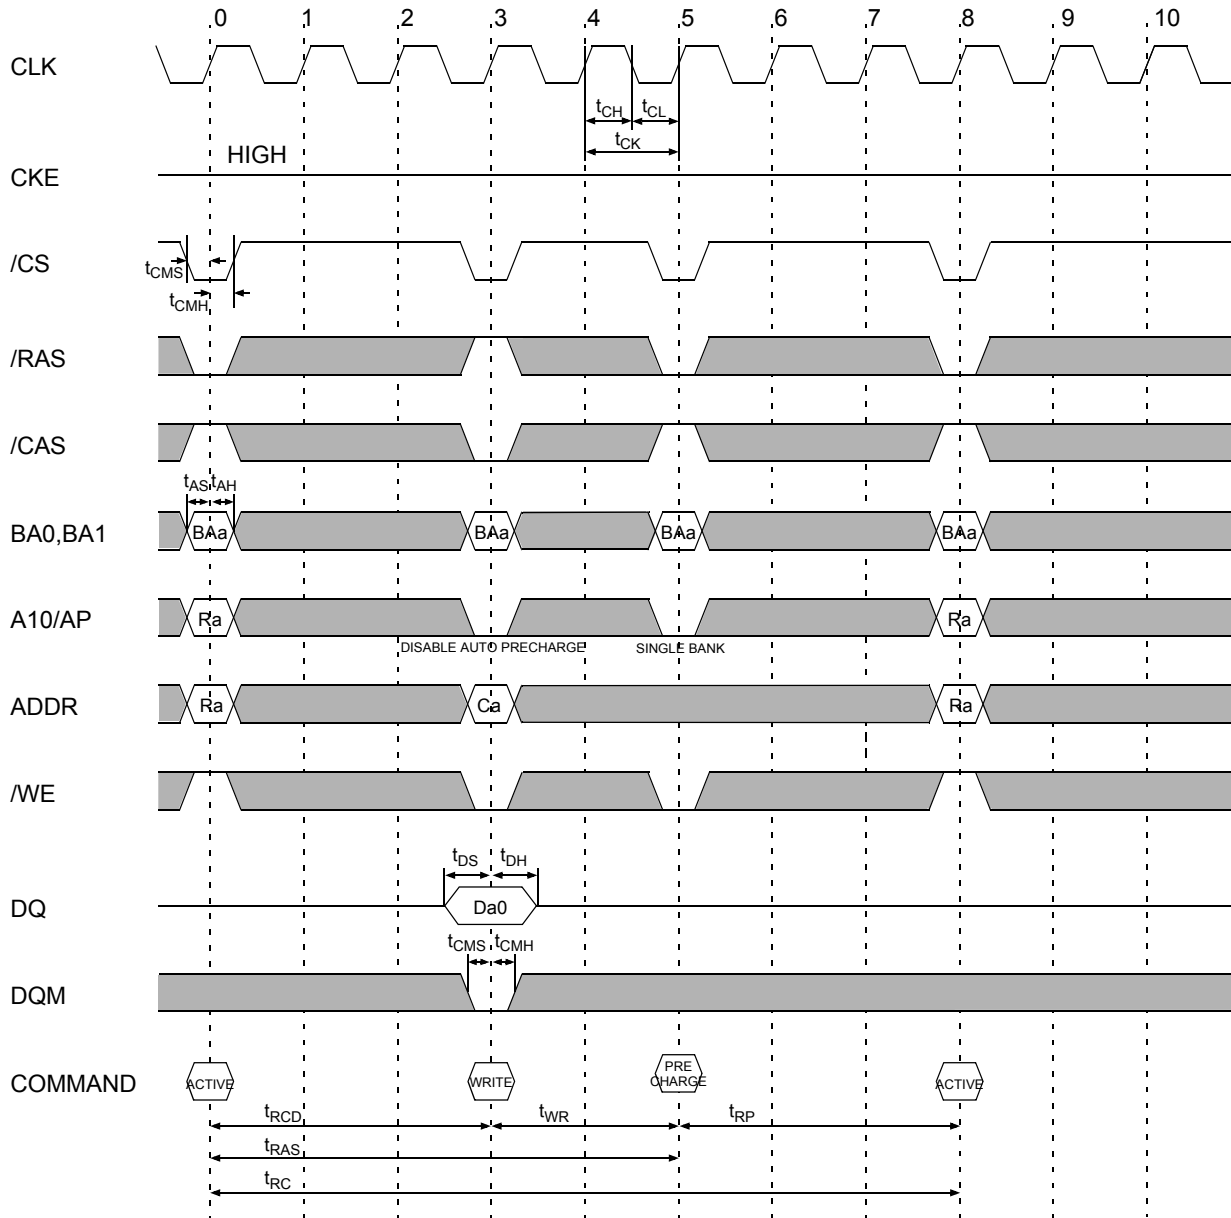 0 1 2 3 4 5 6 7 8 9 10
CLK
tCH tCL
tCK
HIGH
CKE
/CS
tCMS
tCMH
/RAS
/CAS
tAS tAH
BA0,BA1 BAa BAa BAa BAa
A10/AP Ra Ra
DISABLE AUTO PRECHARGE SINGLE BANK
ADDR Ra Ca Ra
/WE
tDS tDH
DQ Da0
tCMS tCMH
DQM
COMMAND ACTIVE WRITE PRE CHARGE ACTIVE
tRCD tWR tRP
tRAS
tRC